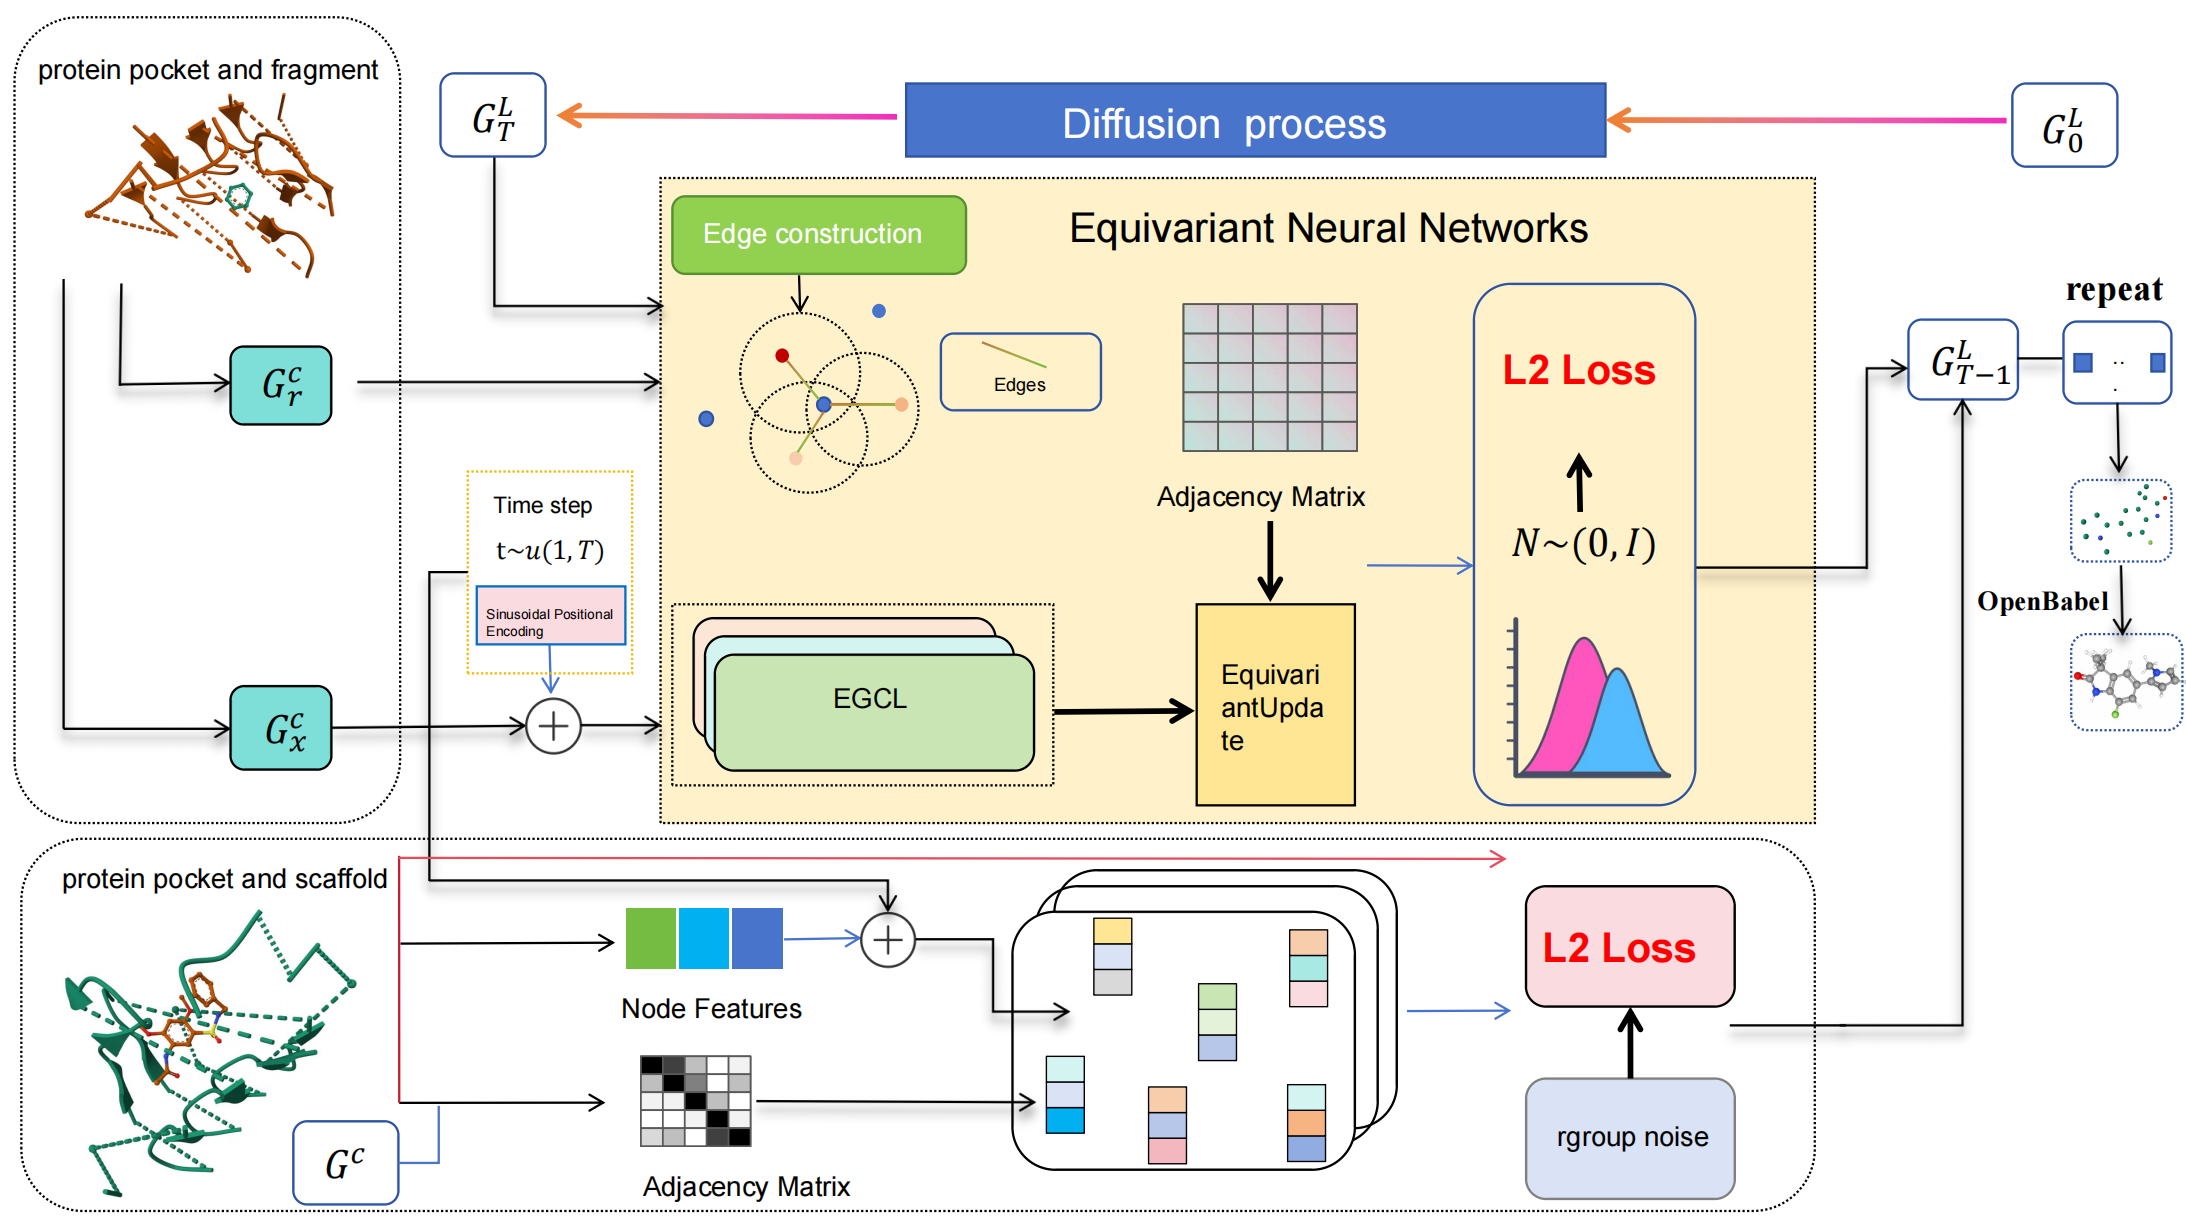 protein pocket and fragment
G_T^L
Diffusion process
G_0^L
Edge construction
Equivariant Neural Networks
Edges
L2 Loss
G_r^c
Adjacency Matrix
N~(0, I)
Time step
t~u(1, T)
Sinusoidal Positional
Encoding
EGCL
Equivari
antUpda
te
G_x^c
G_{T−1}^L
repeat
..
.
OpenBabel
protein pocket and scaffold
Node Features
Adjacency Matrix
G^c
L2 Loss
rgroup noise